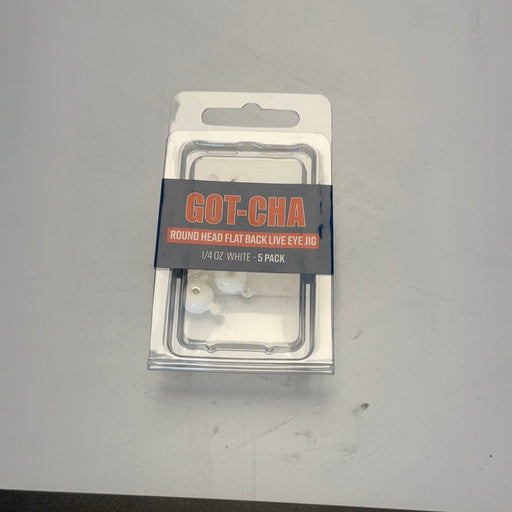 GOT-CHA
ROUND HEAD FLAT BACK LIVE EYE JIG
1/4 OZ WHITE - 5 PACK